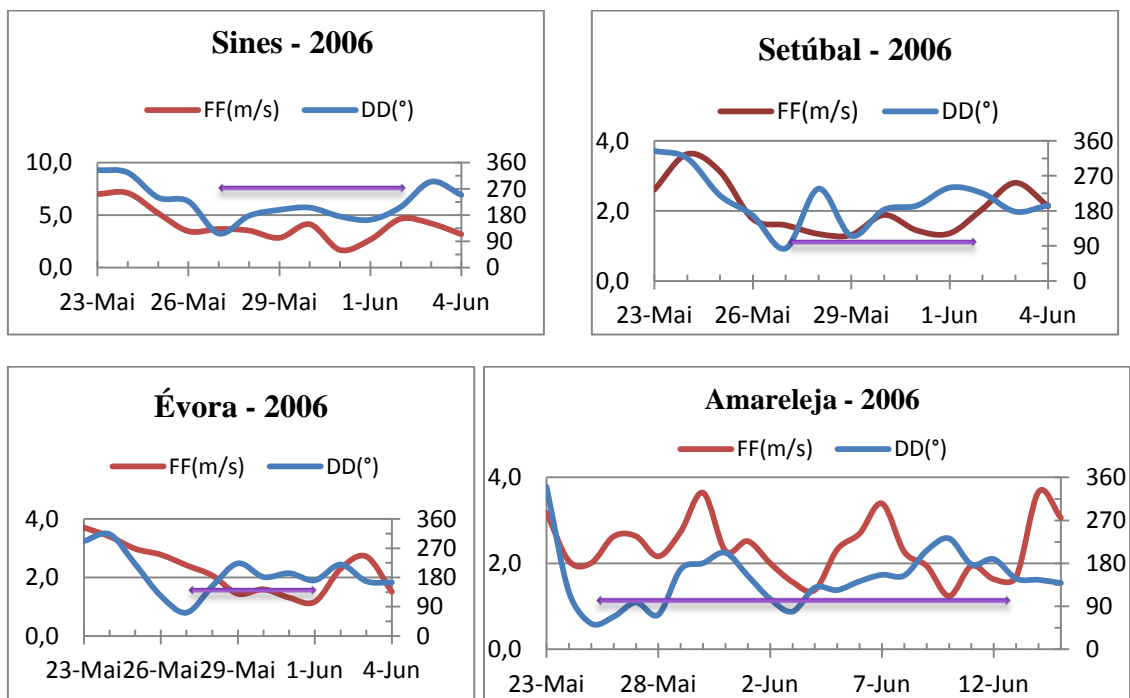 Sines - 2006
FF(m/s) DD(°)
10,0 360
270
5,0 180
90
0,0 0
23-Mai 26-Mai 29-Mai 1-Jun 4-Jun
Setúbal - 2006
FF(m/s) DD(°)
4,0 360
270
2,0 180
90
0,0 0
23-Mai 26-Mai 29-Mai 1-Jun 4-Jun
Évora - 2006
FF(m/s) DD(°)
4,0 360
270
2,0 180
90
0,0 0
23-Mai 26-Mai 29-Mai 1-Jun 4-Jun
Amareleja - 2006
FF(m/s) DD(°)
4,0 360
270
2,0 180
90
0,0 0
23-Mai 28-Mai 2-Jun 7-Jun 12-Jun